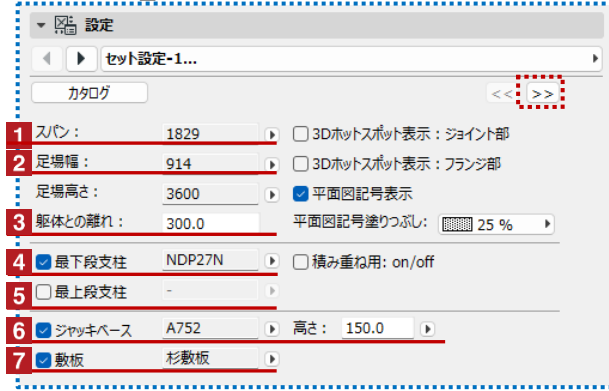 設定
セット設定-1...
カタログ << >>
1 スパン： 1829 3Dホットスポット表示：ジョイント部
2 足場幅： 914 3Dホットスポット表示：フランジ部
足場高さ： 3600 平面図記号表示
3 躯体との離れ： 300.0 平面図記号塗りつぶし： 25 %
4 最下段支柱 NDP27N 積み重ね用: on/off
5 最上段支柱 -
6 ジャッキベース A752 高さ： 150.0
7 敷板 杉敷板